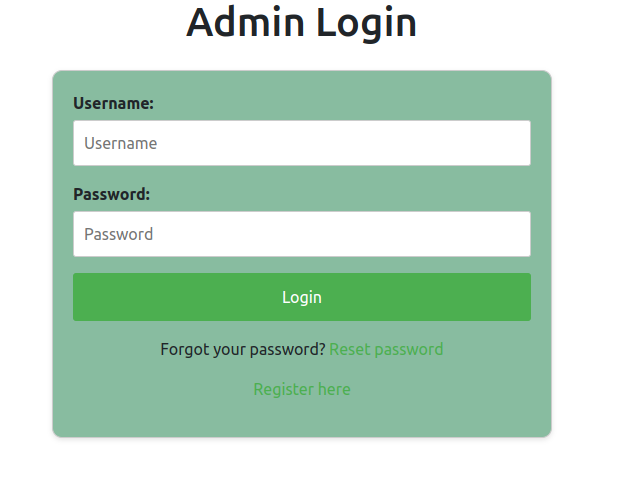 Admin Login
Username:
Username
Password:
Password
Login
Forgot your password? Reset password
Register here